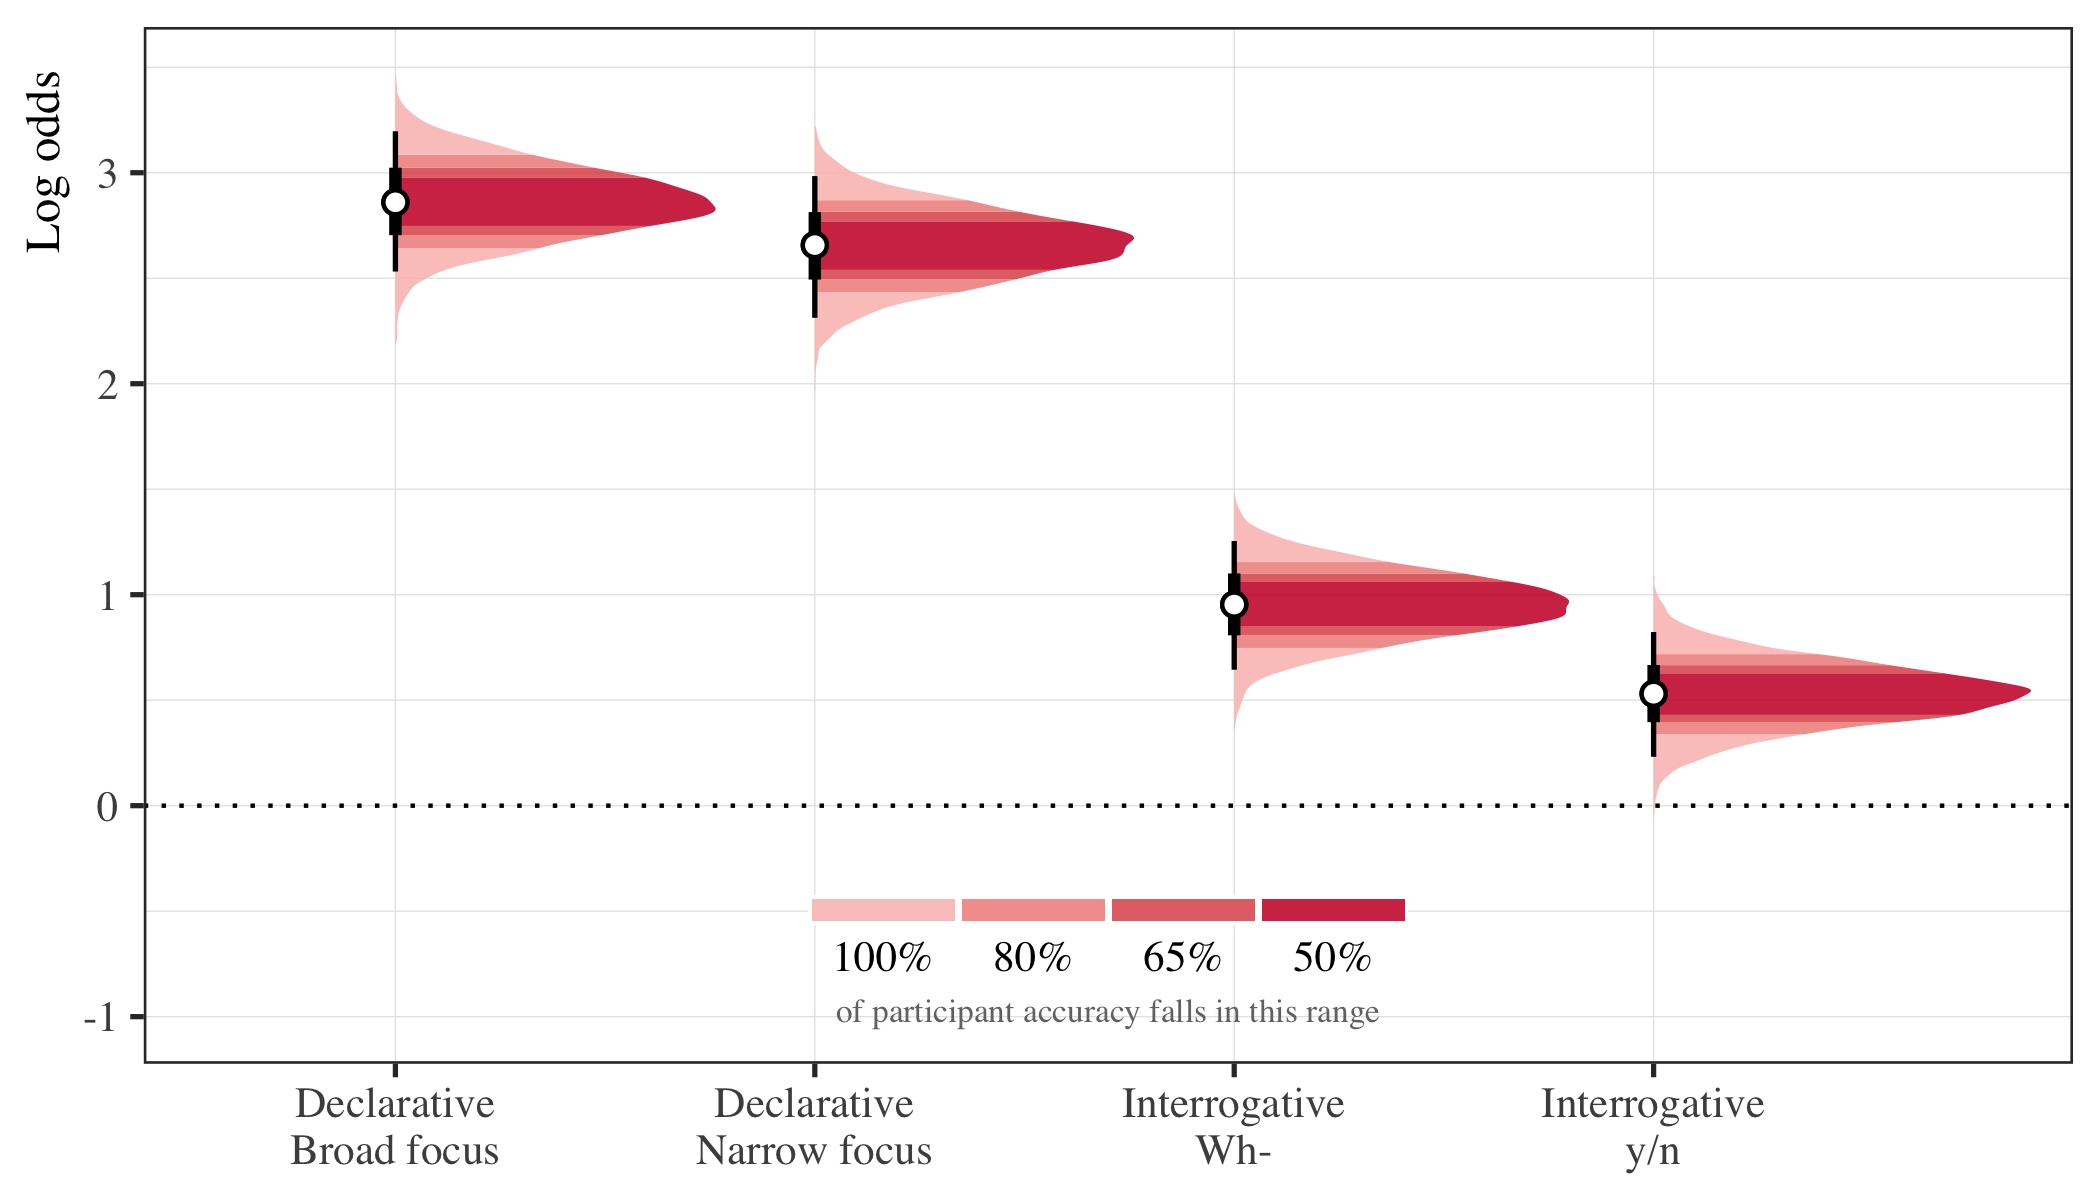 Log odds
3
2
1
0
-1
100% 80% 65% 50%
of participant accuracy falls in this range
Declarative Declarative Interrogative Interrogative
Broad focus Narrow focus Wh- y/n